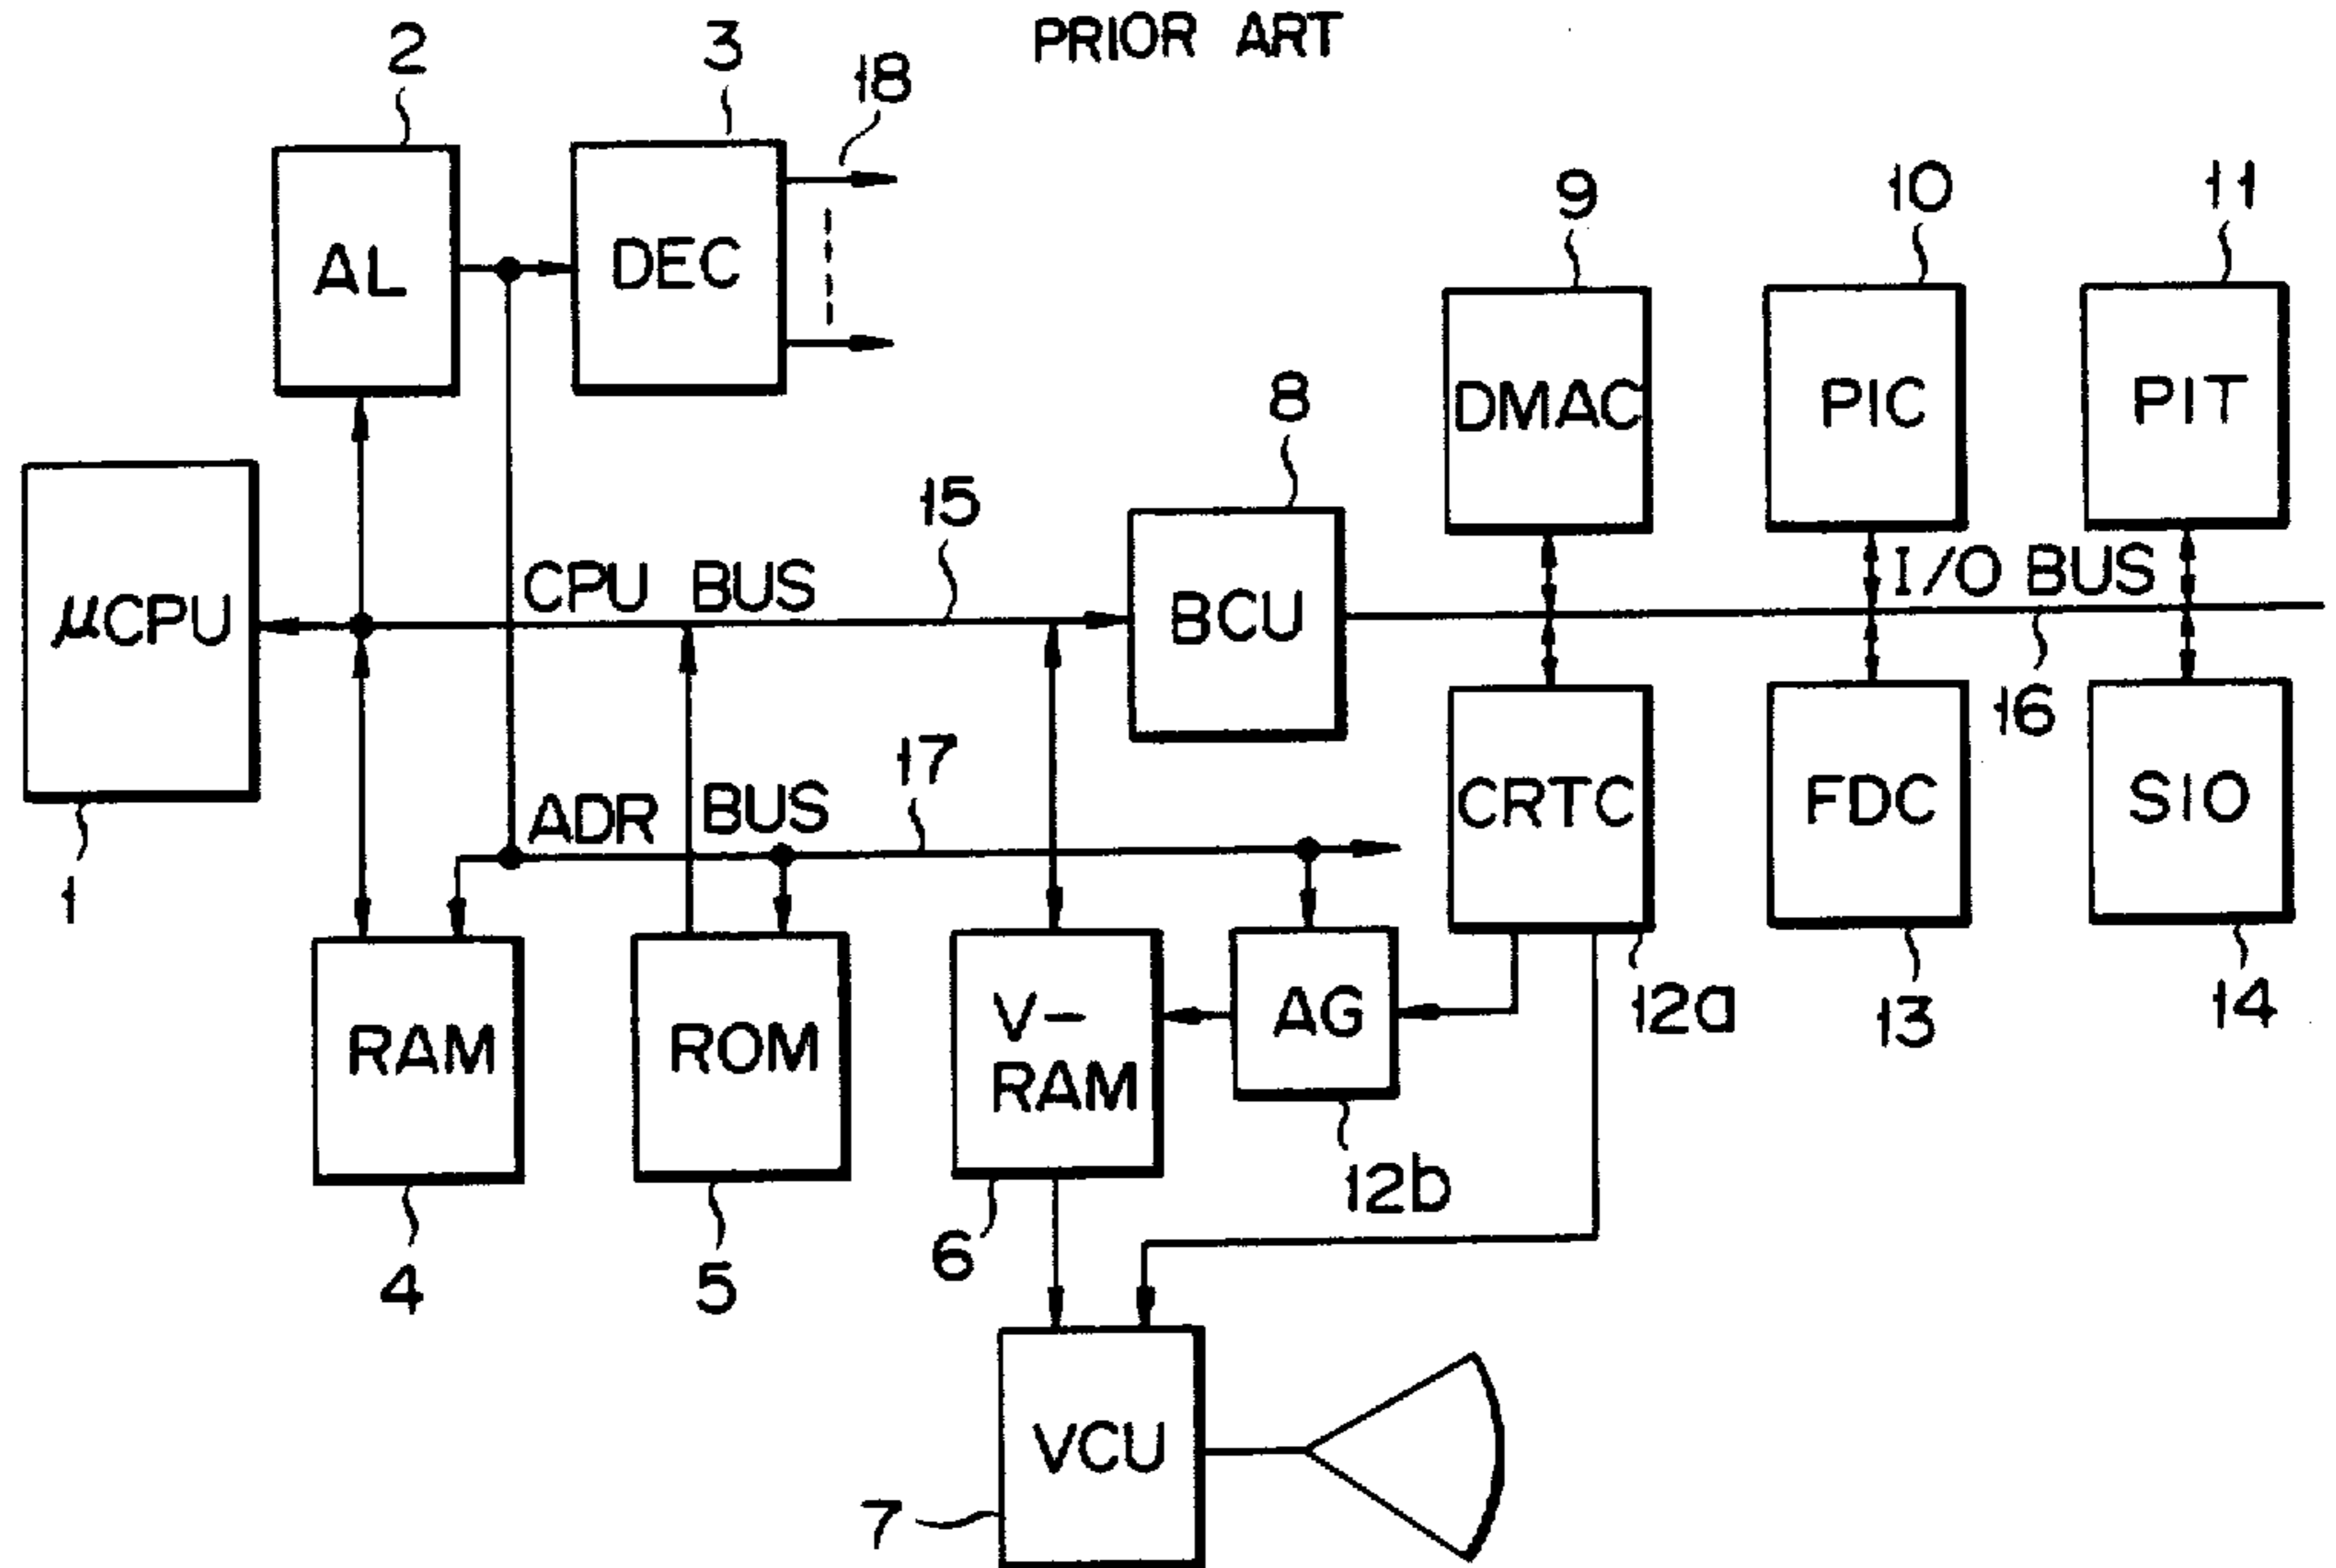 PRIOR ART
2
3
18
AL
DEC
9
10
11
DMAC
PIC
PIT
8
15
CPU BUS
I/O BUS
μCPU
BCU
16
17
ADR BUS
CRTC
FDC
SIO
1
12a
13
14
RAM
ROM
V-
RAM
AG
12b
4
5
6
VCU
7